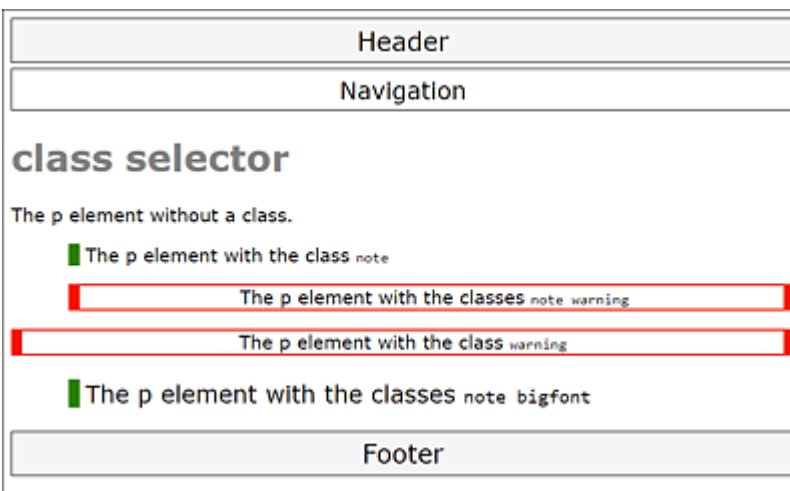 Header
Navigation
class selector
The p element without a class.
The p element with the class note
The p element with the classes note warning
The p element with the class warning
The p element with the classes note bigfont
Footer